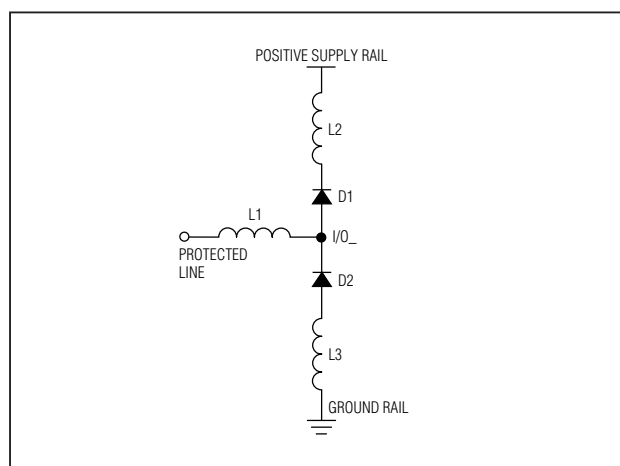 POSITIVE SUPPLY RAIL
L2
D1
L1
I/O_
PROTECTED
LINE
D2
L3
GROUND RAIL